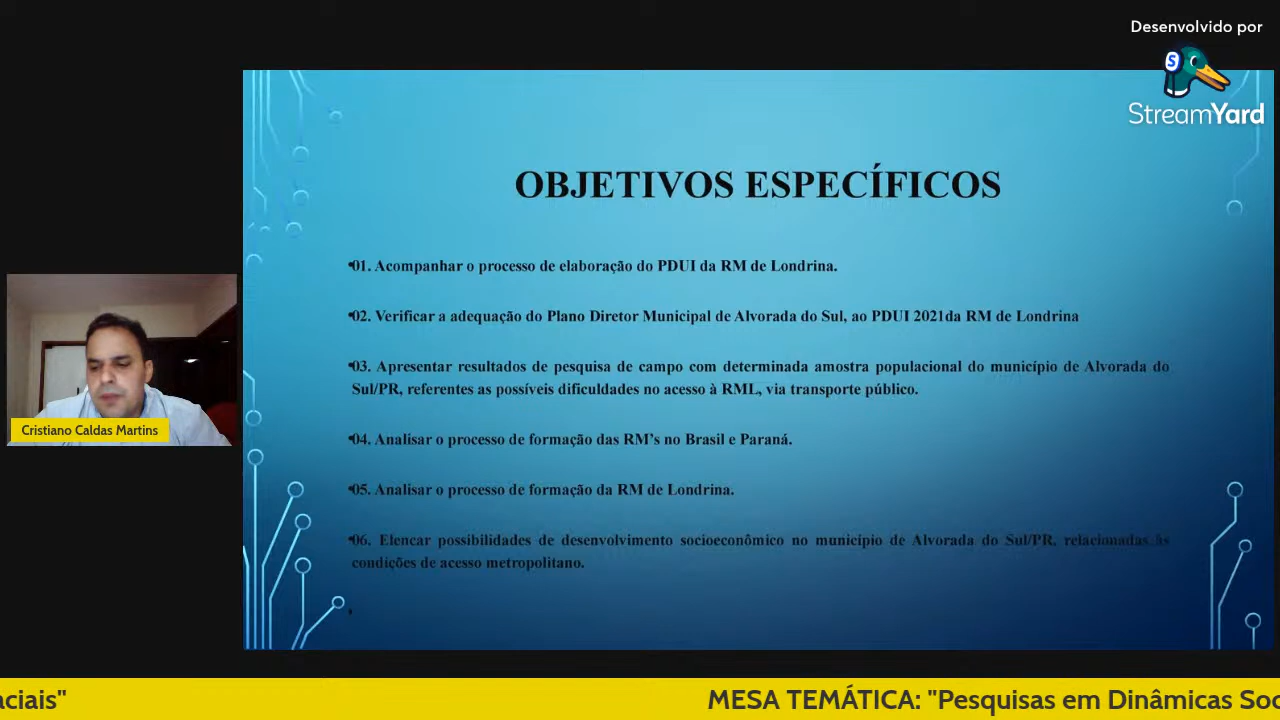 Desenvolvido por
StreamYard
OBJETIVOS ESPECÍFICOS
•01. Acompanhar o processo de elaboração do PDUI da RM de Londrina.
•02. Verificar a adequação do Plano Diretor Municipal de Alvorada do Sul, ao PDUI 2021da RM de Londrina
•03. Apresentar resultados de pesquisa de campo com determinada amostra populacional do município de Alvorada do
Sul/PR, referentes as possíveis dificuldades no acesso à RML, via transporte público.
•04. Analisar o processo de formação das RM's no Brasil e Paraná.
•05. Analisar o processo de formação da RM de Londrina.
•06. Elencar possibilidades de desenvolvimento socioeconômico no município de Alvorada do Sul/PR, relacionadas às
condições de acesso metropolitano.
Cristiano Caldas Martins
aciais" MESA TEMÁTICA: "Pesquisas em Dinâmicas Soc